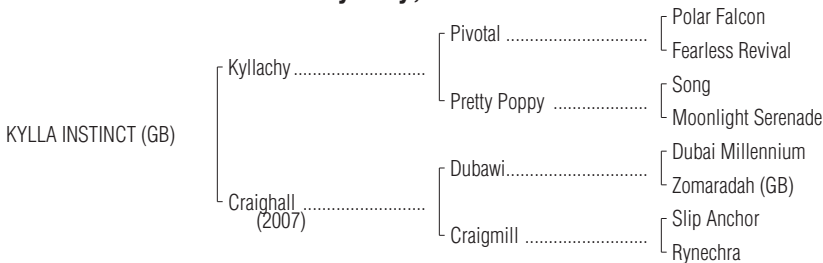 Polar Falcon
Pivotal ................................
Fearless Revival
Kyllachy ..............................
Song
Pretty Poppy .....................
Moonlight Serenade
KYLLA INSTINCT (GB)
Dubai Millennium
Dubawi................................
Zomaradah (GB)
Craighall ............................
(2007)
Slip Anchor
Craigmill ............................
Rynechra